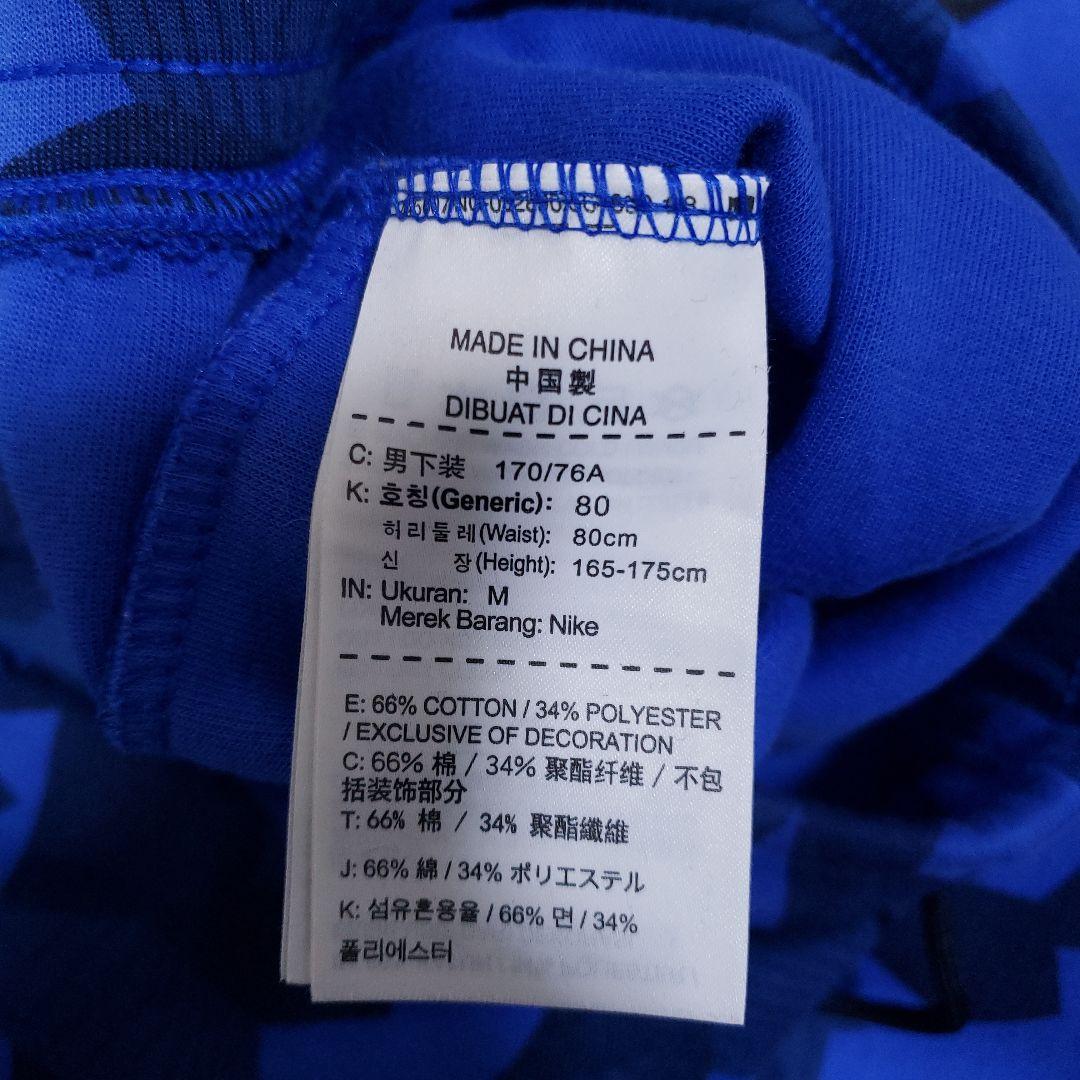 MADE IN CHINA
中国製
DIBUAT DI CINA
C: 男下装 170/76A
K: 호칭(Generic): 80
허리둘레(Waist): 80cm
신 장(Height): 165-175cm
IN: Ukuran: M
Merek Barang: Nike
E: 66% COTTON / 34% POLYESTER
/ EXCLUSIVE OF DECORATION
C: 66% 棉 / 34% 聚酯纤维 / 不包
括装饰部分
T: 66% 棉 / 34% 聚酯纖維
J: 66% 綿 / 34% ポリエステル
K: 섬유혼용율 / 66% 면 / 34%
폴리에스터